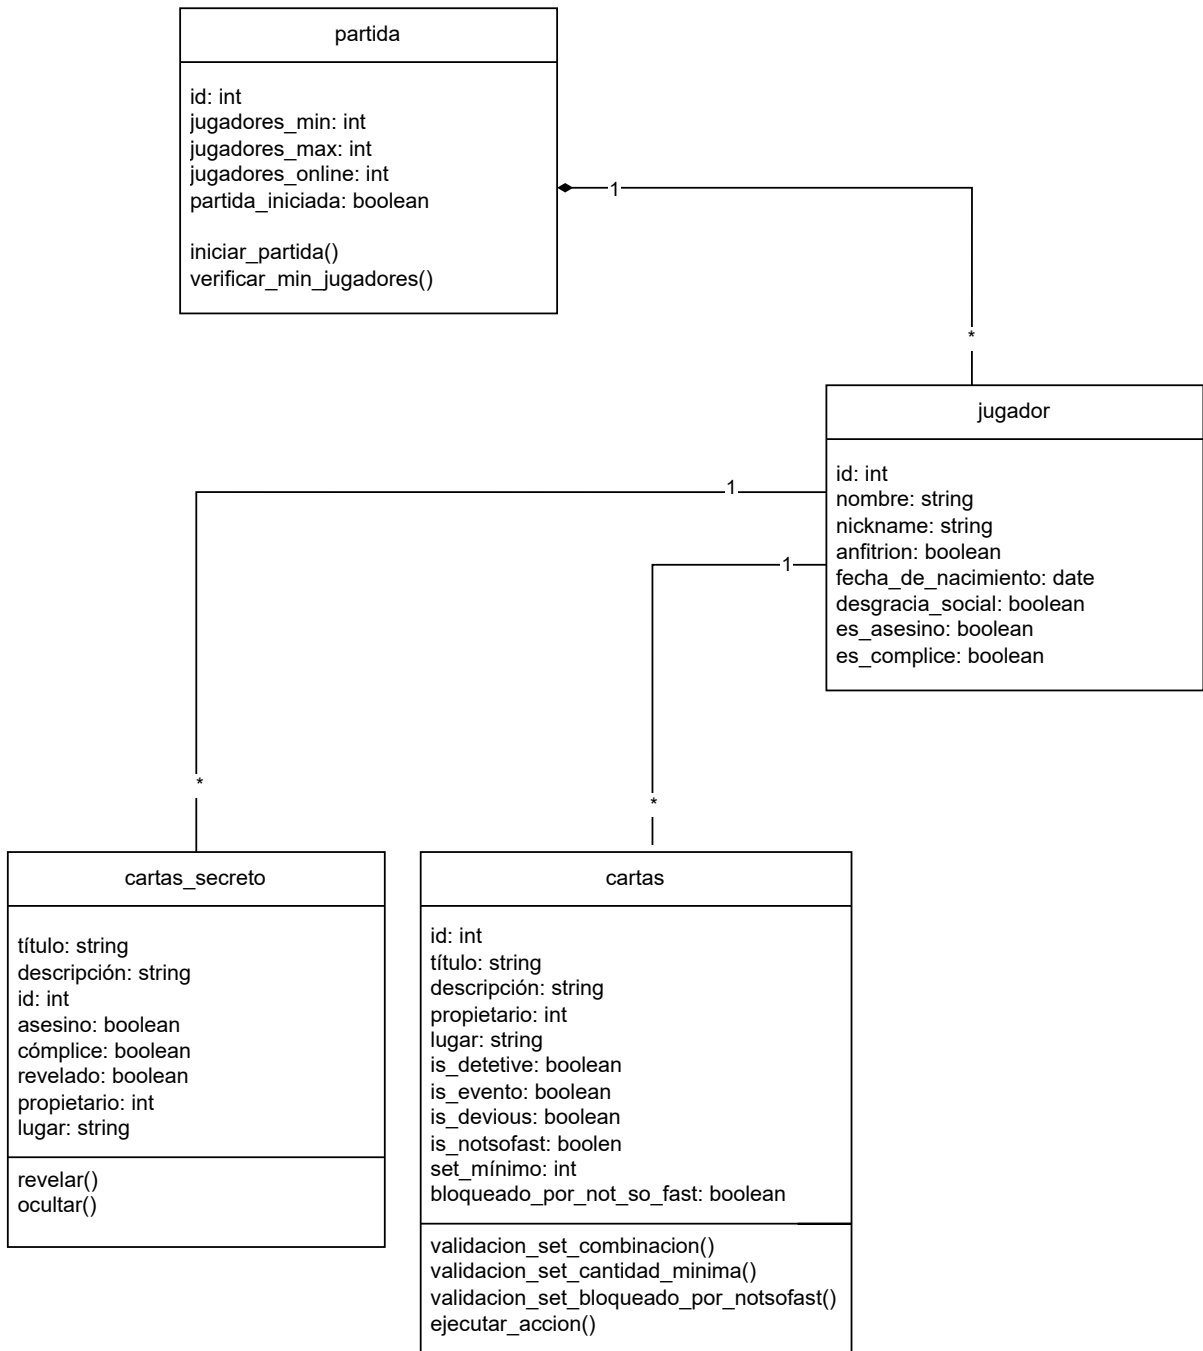 partida
id: int
jugadores_min: int
jugadores_max: int
jugadores_online: int
partida_iniciada: boolean
iniciar_partida()
verificar_min_jugadores()
1
*
jugador
id: int
nombre: string
nickname: string
anfitrion: boolean
fecha_de_nacimiento: date
desgracia_social: boolean
es_asesino: boolean
es_complice: boolean
1
1
*
*
cartas_secreto
título: string
descripción: string
id: int
asesino: boolean
cómplice: boolean
revelado: boolean
propietario: int
lugar: string
revelar()
ocultar()
cartas
id: int
título: string
descripción: string
propietario: int
lugar: string
is_detetive: boolean
is_evento: boolean
is_devious: boolean
is_notsofast: boolen
set_mínimo: int
bloqueado_por_not_so_fast: boolean
validacion_set_combinacion()
validacion_set_cantidad_minima()
validacion_set_bloqueado_por_notsofast()
ejecutar_accion()